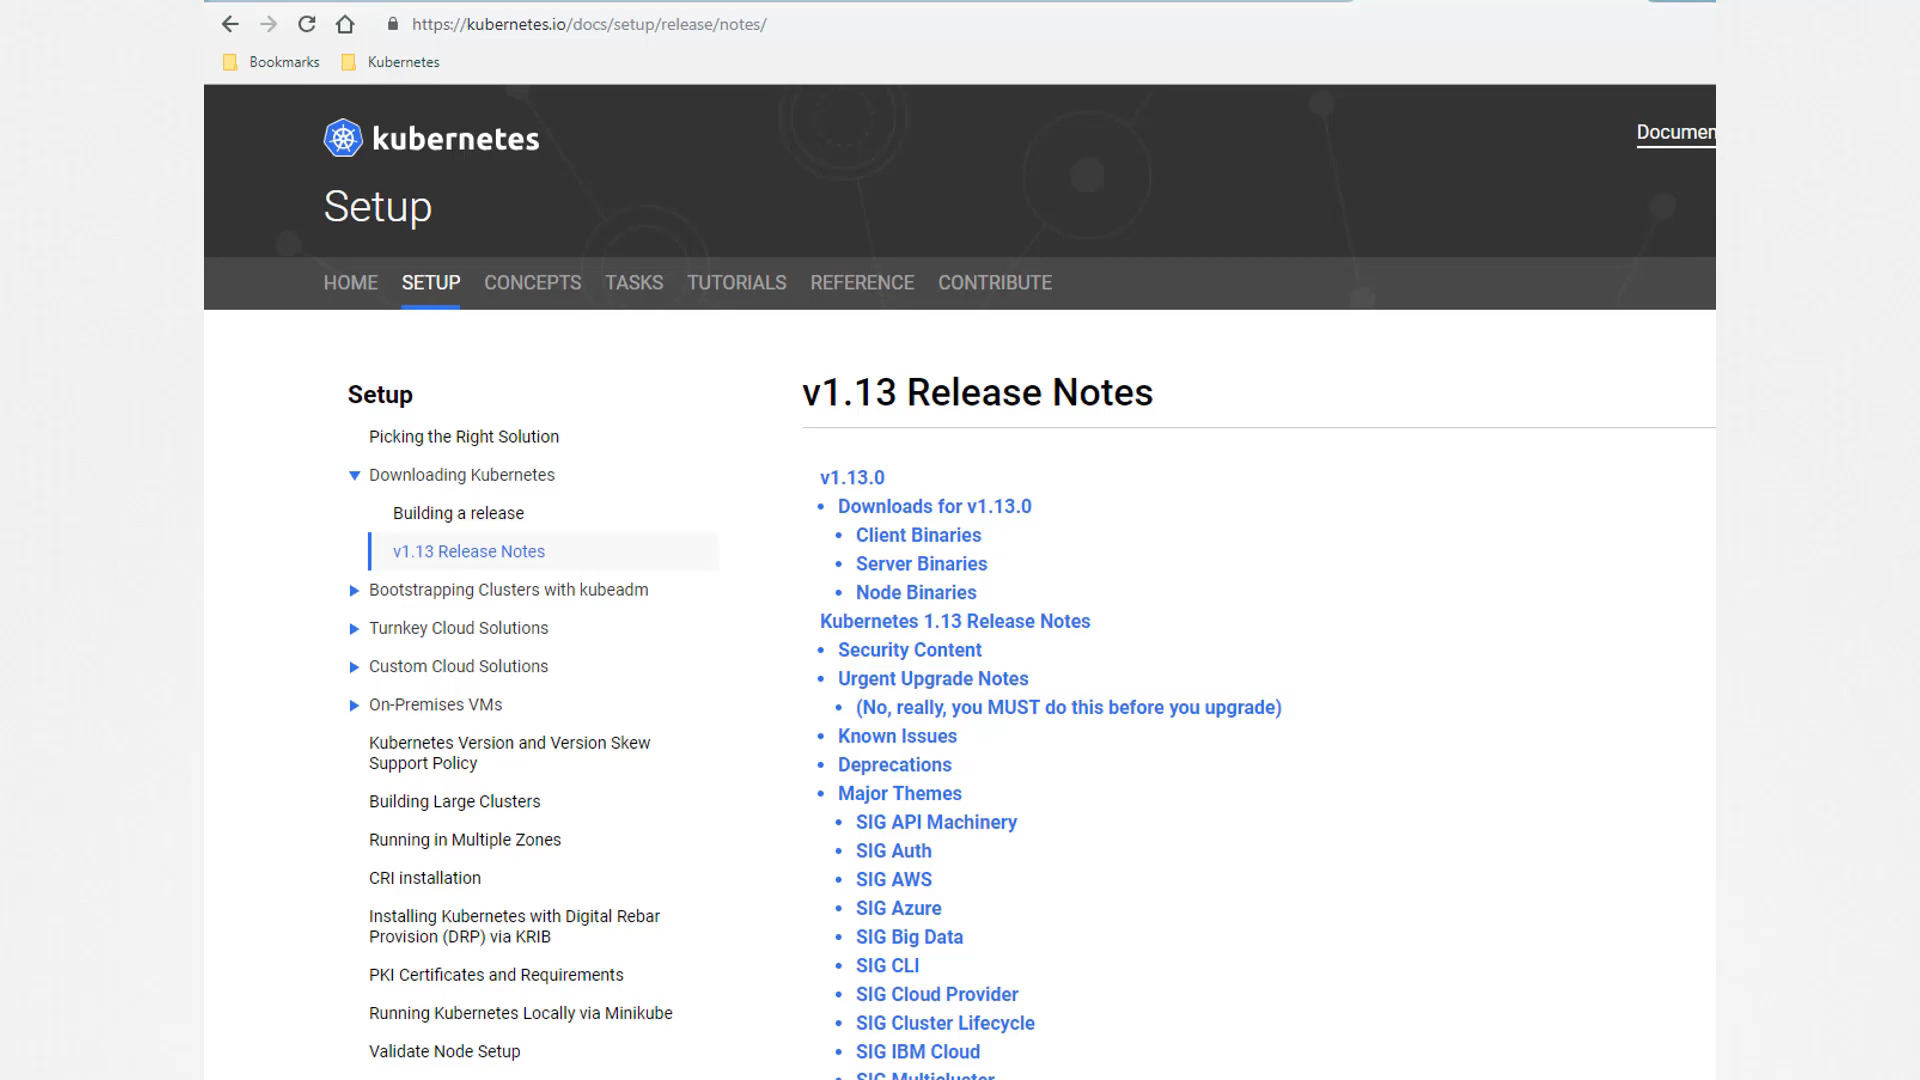 https://kubernetes.io/docs/setup/release/notes/
Bookmarks Kubernetes
kubernetes
Documen
Setup
HOME SETUP CONCEPTS TASKS TUTORIALS REFERENCE CONTRIBUTE
Setup
Picking the Right Solution
Downloading Kubernetes
Building a release
v1.13 Release Notes
Bootstrapping Clusters with kubeadm
Turnkey Cloud Solutions
Custom Cloud Solutions
On-Premises VMs
Kubernetes Version and Version Skew
Support Policy
Building Large Clusters
Running in Multiple Zones
CRI installation
Installing Kubernetes with Digital Rebar
Provision (DRP) via KRIB
PKI Certificates and Requirements
Running Kubernetes Locally via Minikube
Validate Node Setup
v1.13 Release Notes
v1.13.0
Downloads for v1.13.0
Client Binaries
Server Binaries
Node Binaries
Kubernetes 1.13 Release Notes
Security Content
Urgent Upgrade Notes
(No, really, you MUST do this before you upgrade)
Known Issues
Deprecations
Major Themes
SIG API Machinery
SIG Auth
SIG AWS
SIG Azure
SIG Big Data
SIG CLI
SIG Cloud Provider
SIG Cluster Lifecycle
SIG IBM Cloud
SIG Multicluster